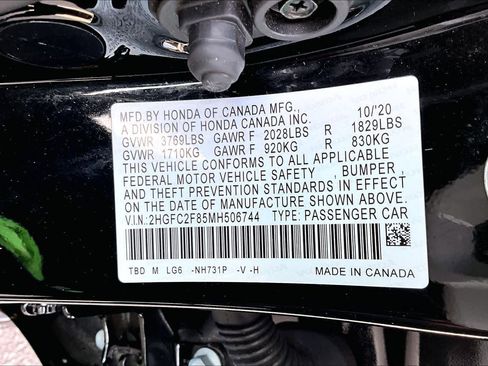 MFD.BY HONDA OF CANADA MFG., 10/20
A DIVISION OF HONDA CANADA INC.
GVWR 3769LBS GAWR F 2028LBS R 1829LBS
GVWR 1710KG GAWR F 920KG R 830KG
THIS VEHICLE CONFORMS TO ALL APPLICABLE
FEDERAL MOTOR VEHICLE SAFETY , BUMPER ,
AND THEFT PREVENTION STANDARDS IN EFFECT
ON THE DATE OF MANUFACTURE SHOWN ABOVE.
V.I.N:2HGFC2F85MH506744 TYPE: PASSENGER CAR
TBD M LG6 -NH731P -V -H MADE IN CANADA